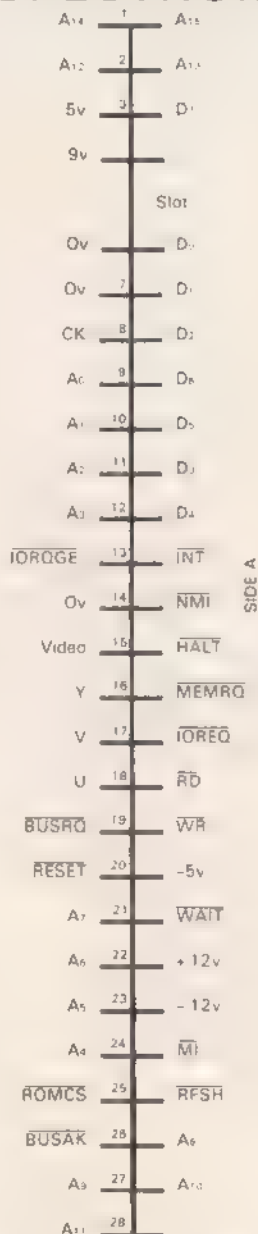 A₁₄ 1 A₁₅
A₁₂ 2 A₁₃
5v 3 D₇
9v
Slot
0v D₀
0v 7 D₁
CK 8 D₂
A₀ 9 D₆
A₁ 10 D₅
A₂ 11 D₃
A₃ 12 D₄
IORQGE 13 INT
0v 14 NMI
Video 15 HALT
Y 16 MEMRQ
V 17 IOREQ
U 18 RD
BUSRQ 19 WR
RESET 20 -5v
A₇ 21 WAIT
A₆ 22 +12v
A₅ 23 -12v
A₄ 24 MI
ROMCS 25 RFSH
BUSAK 26
A₉ 27 A₁₀
A₁₁ 28
SIDE A